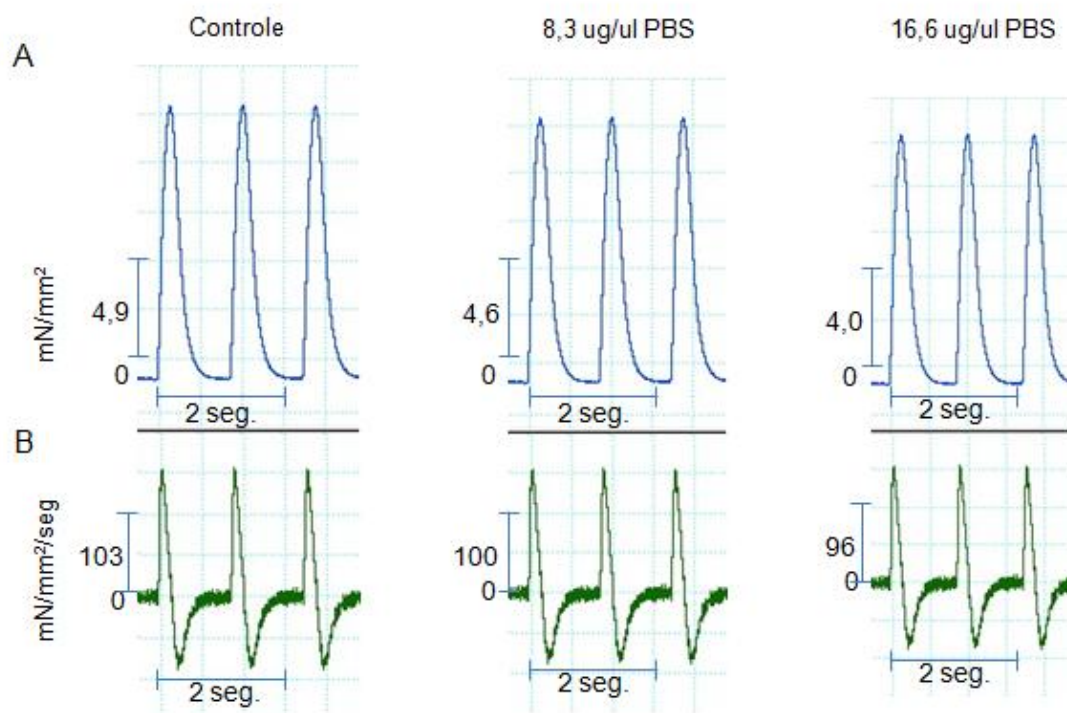 Controle 8,3 ug/ul PBS 16,6 ug/ul PBS
A
mN/mm²
4,9 4,6 4,0
0 0 0
2 seg. 2 seg. 2 seg.
B
mN/mm²/seg
103 100 96
0 0 0
2 seg. 2 seg. 2 seg.